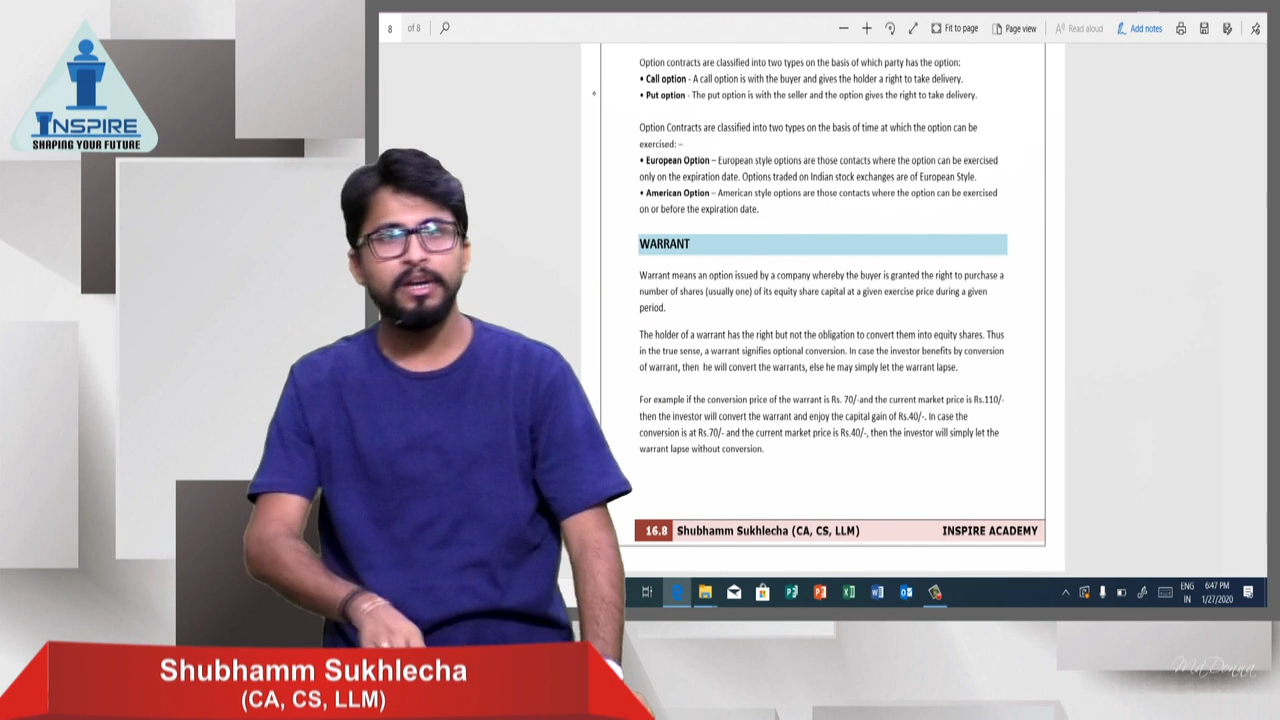 INSPIRE
SHAPING YOUR FUTURE
8 of 8
Fit to page
Page view
Read aloud
Add notes
Option contracts are classified into two types on the basis of which party has the option:
• Call option - A call option is with the buyer and gives the holder a right to take delivery.
• Put option - The put option is with the seller and the option gives the right to take delivery.
Option Contracts are classified into two types on the basis of time at which the option can be
exercised: –
• European Option – European style options are those contacts where the option can be exercised
only on the expiration date. Options traded on Indian stock exchanges are of European Style.
• American Option – American style options are those contacts where the option can be exercised
on or before the expiration date.
WARRANT
Warrant means an option issued by a company whereby the buyer is granted the right to purchase a
number of shares (usually one) of its equity share capital at a given exercise price during a given
period.
The holder of a warrant has the right but not the obligation to convert them into equity shares. Thus
in the true sense, a warrant signifies optional conversion. In case the investor benefits by conversion
of warrant, then he will convert the warrants, else he may simply let the warrant lapse.
For example if the conversion price of the warrant is Rs. 70/-and the current market price is Rs.110/-
then the investor will convert the warrant and enjoy the capital gain of Rs.40/-. In case the
conversion is at Rs.70/- and the current market price is Rs.40/-, then the investor will simply let the
warrant lapse without conversion.
16.8 Shubhamm Sukhlecha (CA, CS, LLM) INSPIRE ACADEMY
ENG
IN
6:47 PM
1/27/2020
Shubhamm Sukhlecha
(CA, CS, LLM)